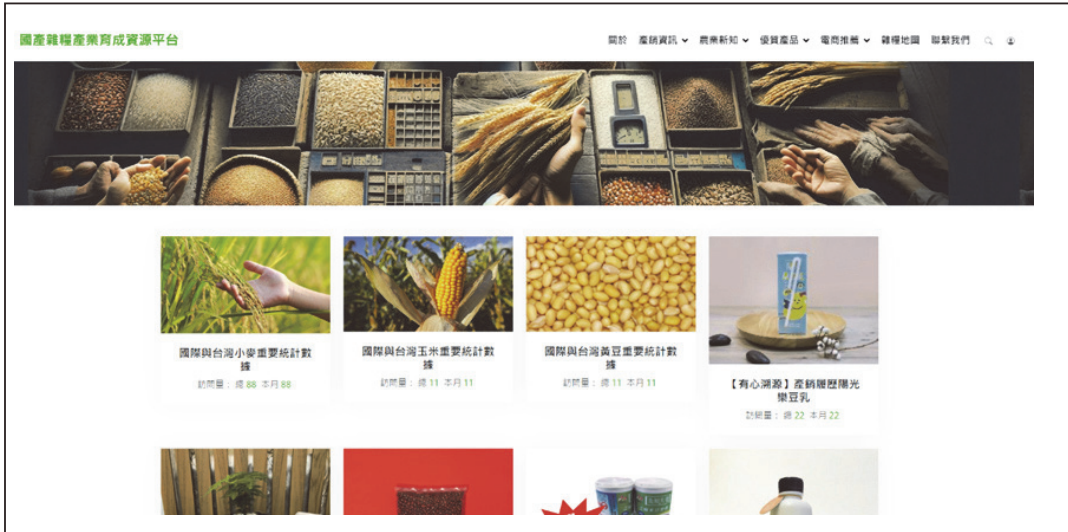 國產雜糧產業育成資源平台
關於 產銷資訊 農業新知 優質產品 電商推薦 雜糧地圖 聯繫我們
國際與台灣小麥重要統計數
據
訪問量： 總 88 本月 88
國際與台灣玉米重要統計數
據
訪問量： 總 11 本月 11
國際與台灣黃豆重要統計數
據
訪問量： 總 11 本月 11
【有心溯源】產銷履歷陽光
樂豆乳
訪問量： 總 22 本月 22